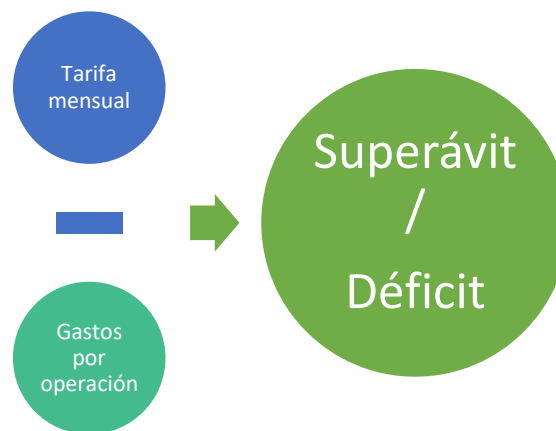 Tarifa
mensual
Gastos
por
operación
Superávit
/
Déficit